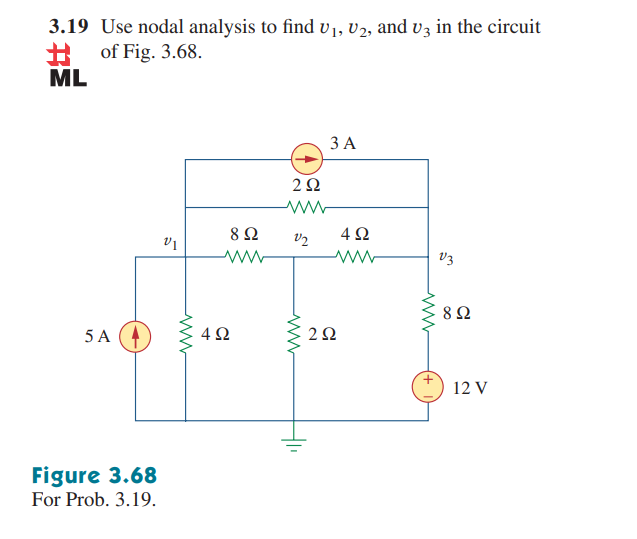 3.19 Use nodal analysis to find v₁, v₂, and v₃ in the circuit
of Fig. 3.68.
ML
3 A
2 Ω
v₁ 8 Ω v₂ 4 Ω
v₃
8 Ω
5 A 4 Ω 2 Ω
+
12 V
Figure 3.68
For Prob. 3.19.